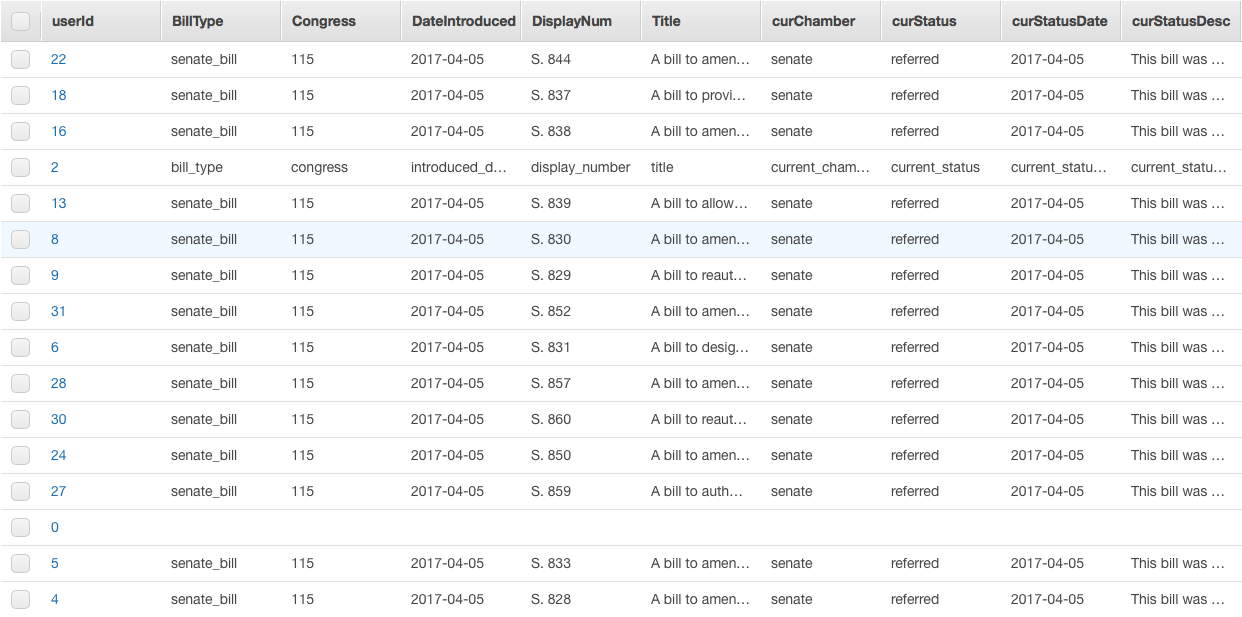 userId BillType Congress DateIntroduced DisplayNum Title curChamber curStatus curStatusDate curStatusDesc
22 senate_bill 115 2017-04-05 S. 844 A bill to amen... senate referred 2017-04-05 This bill was ...
18 senate_bill 115 2017-04-05 S. 837 A bill to provi... senate referred 2017-04-05 This bill was ...
16 senate_bill 115 2017-04-05 S. 838 A bill to amen... senate referred 2017-04-05 This bill was ...
2 bill_type congress introduced_d... display_number title current_cham... current_status current_statu... current_statu...
13 senate_bill 115 2017-04-05 S. 839 A bill to allow... senate referred 2017-04-05 This bill was ...
8 senate_bill 115 2017-04-05 S. 830 A bill to amen... senate referred 2017-04-05 This bill was ...
9 senate_bill 115 2017-04-05 S. 829 A bill to reaut... senate referred 2017-04-05 This bill was ...
31 senate_bill 115 2017-04-05 S. 852 A bill to amen... senate referred 2017-04-05 This bill was ...
6 senate_bill 115 2017-04-05 S. 831 A bill to desig... senate referred 2017-04-05 This bill was ...
28 senate_bill 115 2017-04-05 S. 857 A bill to amen... senate referred 2017-04-05 This bill was ...
30 senate_bill 115 2017-04-05 S. 860 A bill to reaut... senate referred 2017-04-05 This bill was ...
24 senate_bill 115 2017-04-05 S. 850 A bill to amen... senate referred 2017-04-05 This bill was ...
27 senate_bill 115 2017-04-05 S. 859 A bill to auth... senate referred 2017-04-05 This bill was ...
0
5 senate_bill 115 2017-04-05 S. 833 A bill to amen... senate referred 2017-04-05 This bill was ...
4 senate_bill 115 2017-04-05 S. 828 A bill to amen... senate referred 2017-04-05 This bill was ...